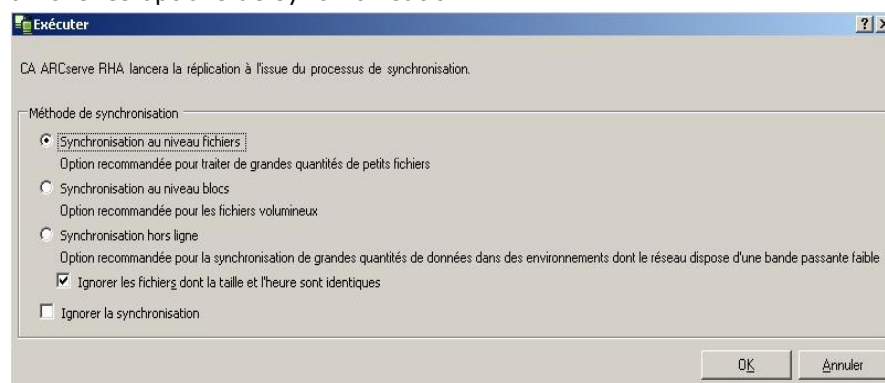 Exécuter
CA ARCserve RHA lancera la réplication à l'issue du processus de synchronisation.
Méthode de synchronisation
Synchronisation au niveau fichiers
Option recommandée pour traiter de grandes quantités de petits fichiers
Synchronisation au niveau blocs
Option recommandée pour les fichiers volumineux
Synchronisation hors ligne
Option recommandée pour la synchronisation de grandes quantités de données dans des environnements dont le réseau dispose d'une bande passante faible
Ignorer les fichiers dont la taille et l'heure sont identiques
Ignorer la synchronisation
OK Annuler